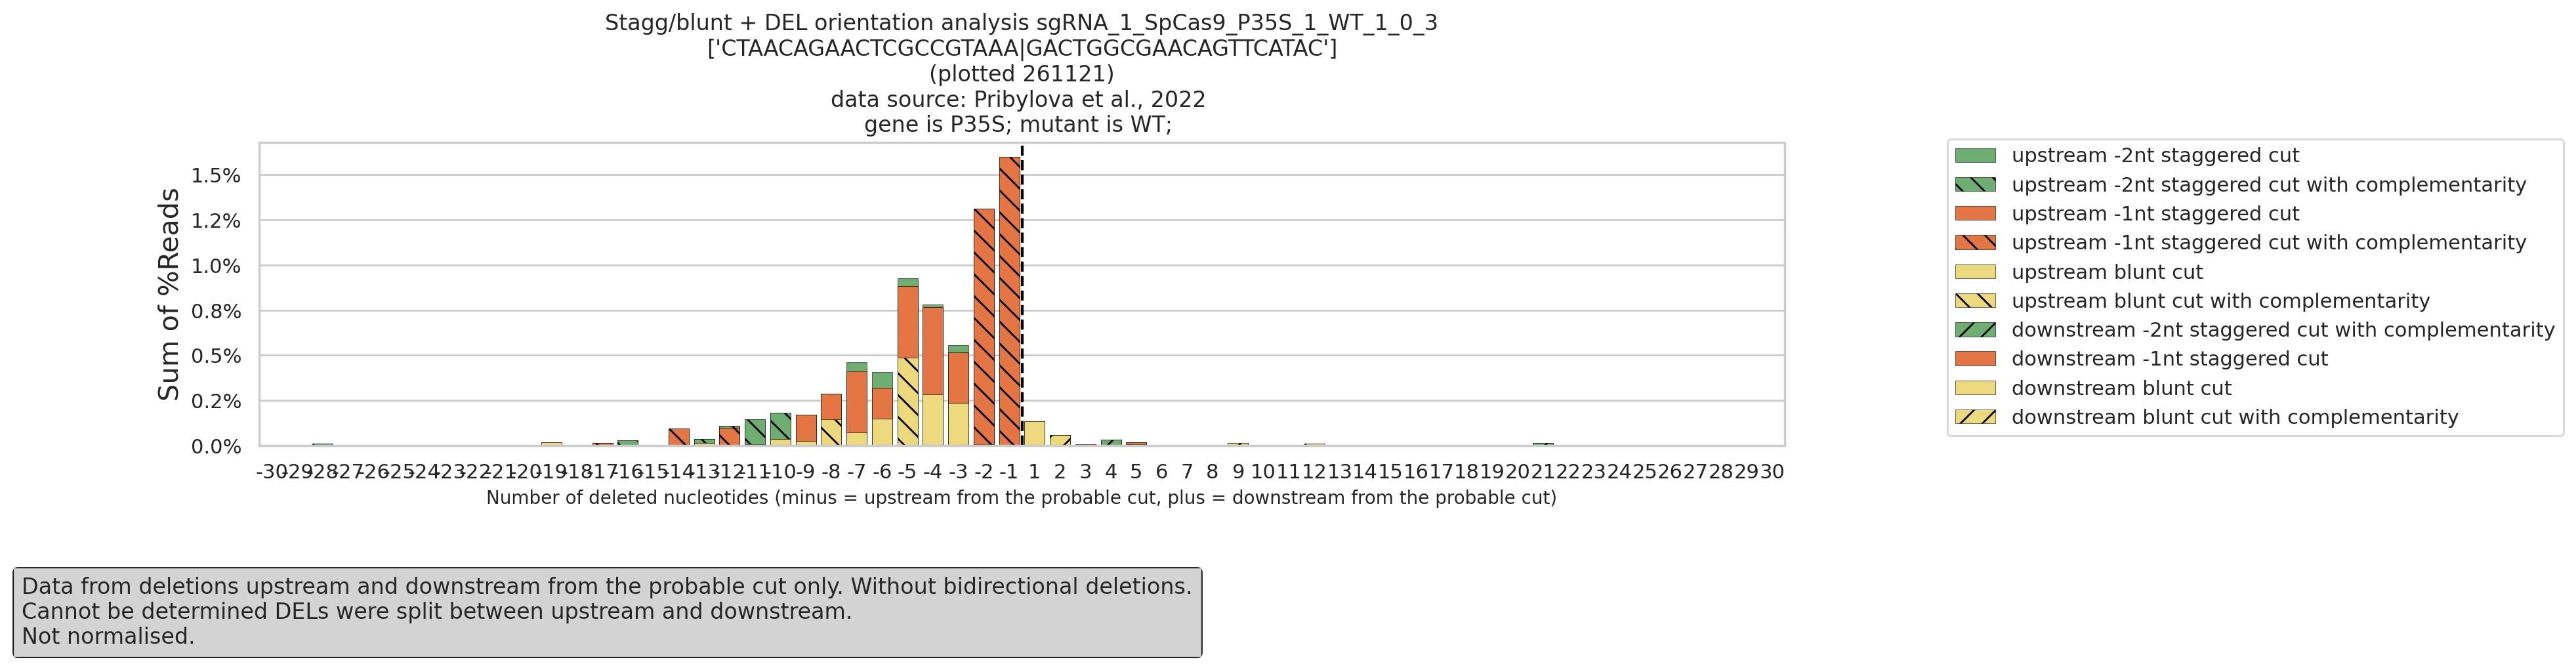 Stagg/blunt + DEL orientation analysis sgRNA_1_SpCas9_P35S_1_WT_1_0_3
['CTAACAGAACTCGCCGTAAA|GACTGGCGAACAGTTCATAC']
(plotted 261121)
data source: Pribylova et al., 2022
gene is P35S; mutant is WT;
Sum of %Reads
1.5%
1.2%
1.0%
0.8%
0.5%
0.2%
0.0%
-30 -29 -28 -27 -26 -25 -24 -23 -22 -21 -20 -19 -18 -17 -16 -15 -14 -13 -12 -11 -10 -9 -8 -7 -6 -5 -4 -3 -2 -1 1 2 3 4 5 6 7 8 9 10 11 12 13 14 15 16 17 18 19 20 21 22 23 24 25 26 27 28 29 30
Number of deleted nucleotides (minus = upstream from the probable cut, plus = downstream from the probable cut)
upstream -2nt staggered cut
upstream -2nt staggered cut with complementarity
upstream -1nt staggered cut
upstream -1nt staggered cut with complementarity
upstream blunt cut
upstream blunt cut with complementarity
downstream -2nt staggered cut with complementarity
downstream -1nt staggered cut
downstream blunt cut
downstream blunt cut with complementarity
Data from deletions upstream and downstream from the probable cut only. Without bidirectional deletions.
Cannot be determined DELs were split between upstream and downstream.
Not normalised.